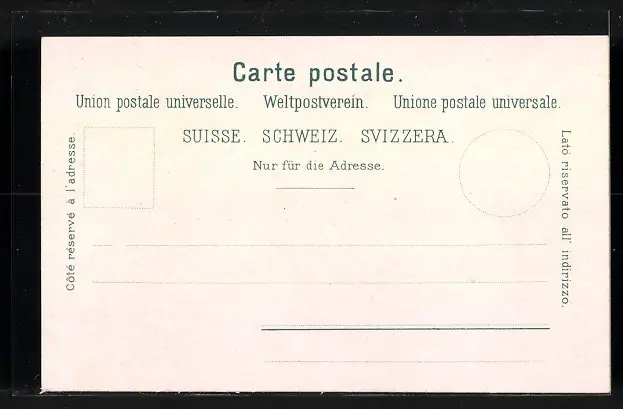 Carte postale.
Union postale universelle. Weltpostverein. Unione postale universale.
SUISSE. SCHWEIZ. SVIZZERA.
Nur für die Adresse.
Côté réservé à l'adresse.
Lato riservato all' indirizzo.